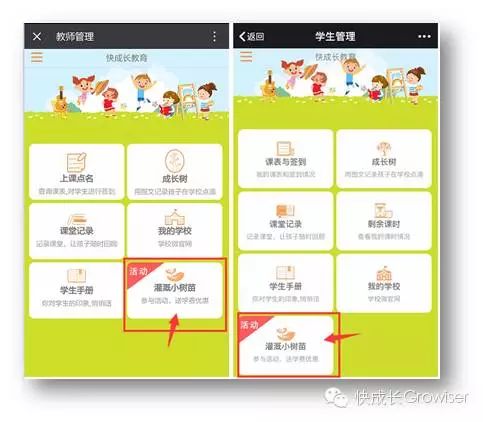 教师管理
快成长教育
上课点名
查询课表,对学生进行签到
成长树
用图文记录孩子在学校点滴
课堂记录
记录课堂、让孩子随时回顾
我的学校
学校微官网
学生手册
你对学生的印象,悄悄话
活动
灌溉小树苗
参与活动、送学费优惠
返回
学生管理
快成长教育
课表与签到
我的课表和签到情况
成长树
用图文记录孩子在学校点滴
课堂记录
记录课堂、让孩子随时回顾
剩余课时
查看我的课时情况
学生手册
你对学生的印象、悄悄话
我的学校
学校微官网
活动
灌溉小树苗
参与活动、送学费优惠
快成长Growiser